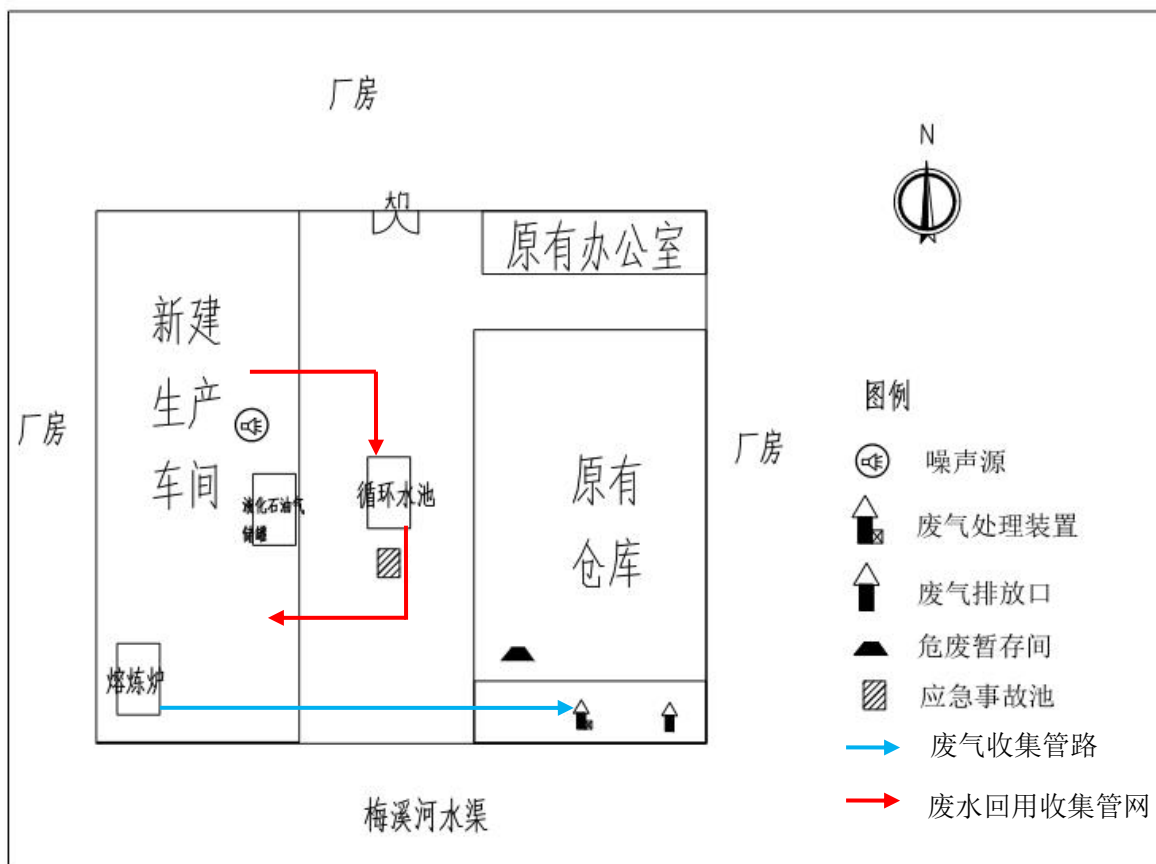 厂房
N
大门
原有办公室
新建
生产
车间
厂房
液化石油气
储罐
循环水池
原有
仓库
厂房
熔炼炉
梅溪河水渠
图例
噪声源
废气处理装置
废气排放口
危废暂存间
应急事故池
废气收集管路
废水回用收集管网